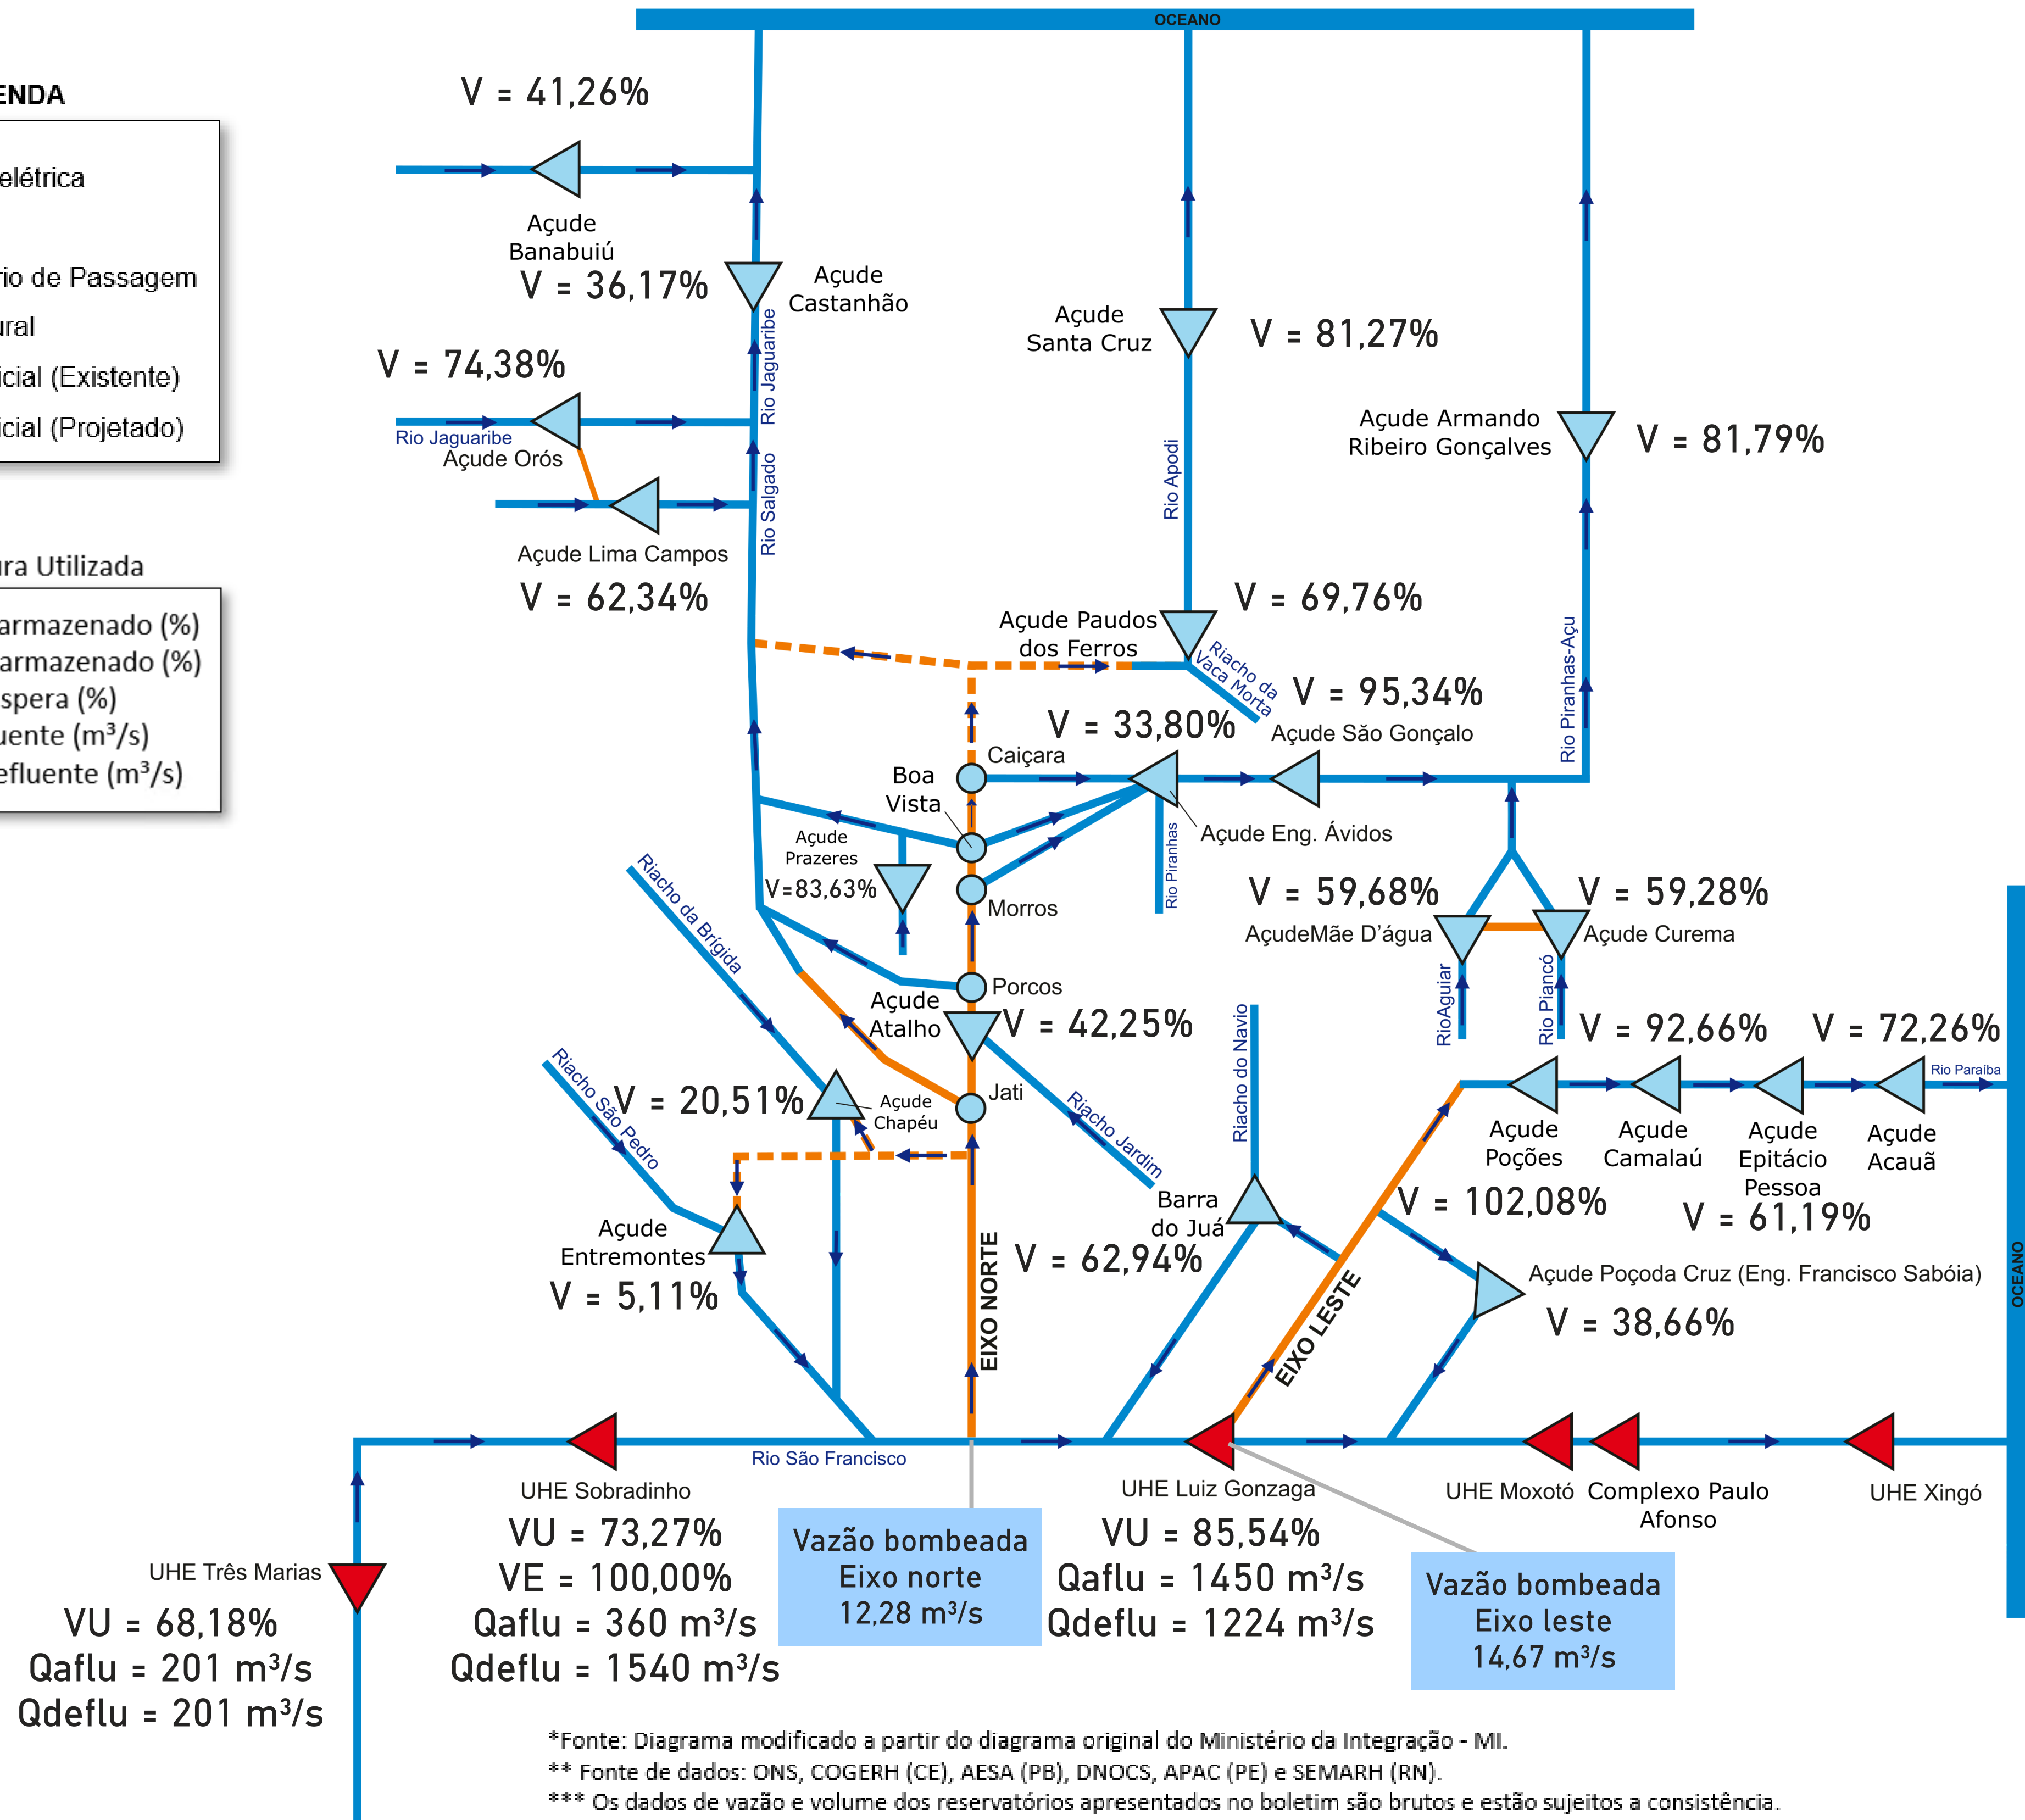 OCEANO
ENDA
elétrica
rio de Passagem
ural
icial (Existente)
icial (Projetado)
ura Utilizada
armazenado (%)
armazenado (%)
spera (%)
uente (m³/s)
efluente (m³/s)
V = 41,26%
Açude
Banabuiú
V = 36,17%
Açude
Castanhão
Rio Jaguaribe
V = 74,38%
Rio Jaguaribe
Açude Orós
Rio Salgado
Açude Lima Campos
V = 62,34%
Açude
Santa Cruz
V = 81,27%
Rio Apodi
Açude Armando
Ribeiro Gonçalves
V = 81,79%
Rio Piranhas-Açu
Açude Paudos
dos Ferros
V = 69,76%
Riacho da
Vaca Morta
V = 95,34%
Açude São Gonçalo
V = 33,80%
Caiçara
Boa
Vista
Açude Eng. Ávidos
Rio Piranhas
Açude
Prazeres
V=83,63%
Morros
Porcos
Riacho da Brígida
Açude
Atalho
V = 42,25%
V = 59,68%
AçudeMãe D'água
V = 59,28%
Açude Curema
RioAguiar
Rio Piancó
Riacho São Pedro
V = 20,51%
Açude
Chapéu
Jati
Riacho Jardim
Riacho do Navio
V = 92,66%
V = 72,26%
Rio Paraíba
Açude
Poções
Açude
Camalaú
Açude
Epitácio
Pessoa
Açude
Acauã
V = 102,08%
V = 61,19%
Barra
do Juá
V = 62,94%
Açude
Entremontes
V = 5,11%
EIXO NORTE
EIXO LESTE
Açude Poçoda Cruz (Eng. Francisco Sabóia)
V = 38,66%
OCEANO
Rio São Francisco
UHE Sobradinho
VU = 73,27%
VE = 100,00%
Qaflu = 360 m³/s
Qdeflu = 1540 m³/s
Vazão bombeada
Eixo norte
12,28 m³/s
UHE Luiz Gonzaga
VU = 85,54%
Qaflu = 1450 m³/s
Qdeflu = 1224 m³/s
Vazão bombeada
Eixo leste
14,67 m³/s
UHE Moxotó
Complexo Paulo
Afonso
UHE Xingó
UHE Três Marias
VU = 68,18%
Qaflu = 201 m³/s
Qdeflu = 201 m³/s
*Fonte: Diagrama modificado a partir do diagrama original do Ministério da Integração - MI.
** Fonte de dados: ONS, COGERH (CE), AESA (PB), DNOCS, APAC (PE) e SEMARH (RN).
*** Os dados de vazão e volume dos reservatórios apresentados no boletim são brutos e estão sujeitos a consistência.